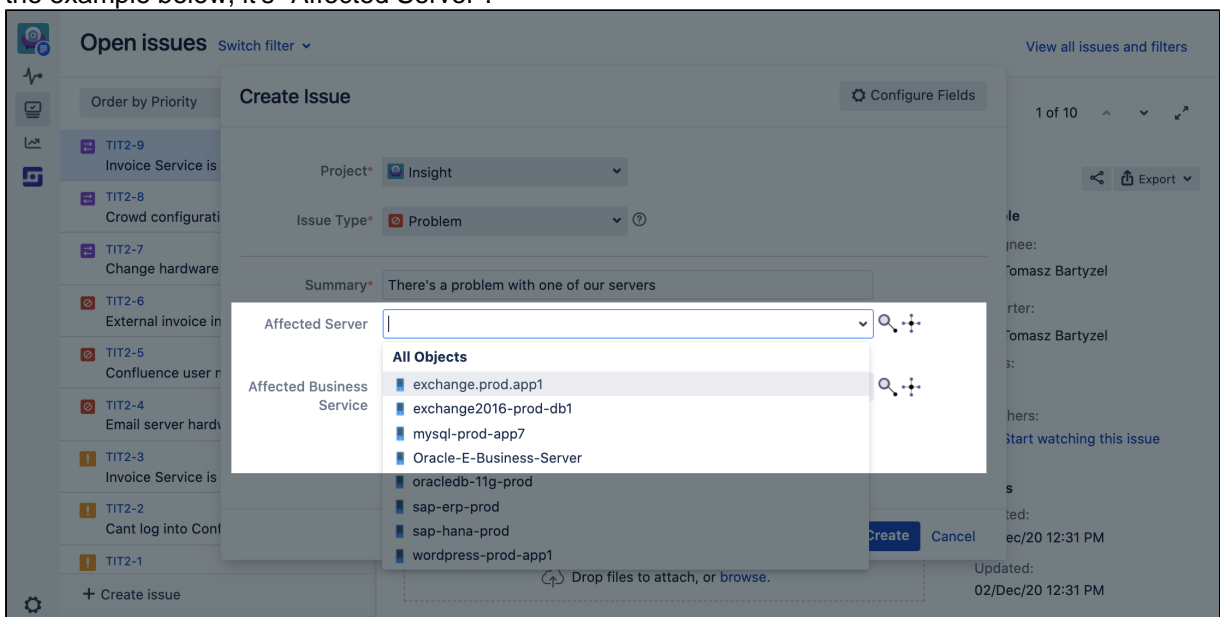 Open issues Switch filter
View all issues and filters
Order by Priority
Create Issue
Configure Fields
1 of 10
TIT2-9
Invoice Service is
Project*
Insight
Export
TIT2-8
Crowd configurati
Issue Type*
Problem
TIT2-7
Change hardware
Tomasz Bartyzel
Summary*
There's a problem with one of our servers
TIT2-6
External invoice in
Affected Server
Tomasz Bartyzel
All Objects
TIT2-5
Confluence user
Affected Business
Service
exchange.prod.app1
exchange2016-prod-db1
mysql-prod-app7
Oracle-E-Business-Server
oracledb-11g-prod
sap-erp-prod
sap-hana-prod
wordpress-prod-app1
TIT2-4
Email server hardw
Start watching this issue
TIT2-3
Invoice Service is
TIT2-2
Cant log into Conf
Create Cancel
Dec/20 12:31 PM
TIT2-1
Drop files to attach, or browse.
Updated:
02/Dec/20 12:31 PM
+ Create issue